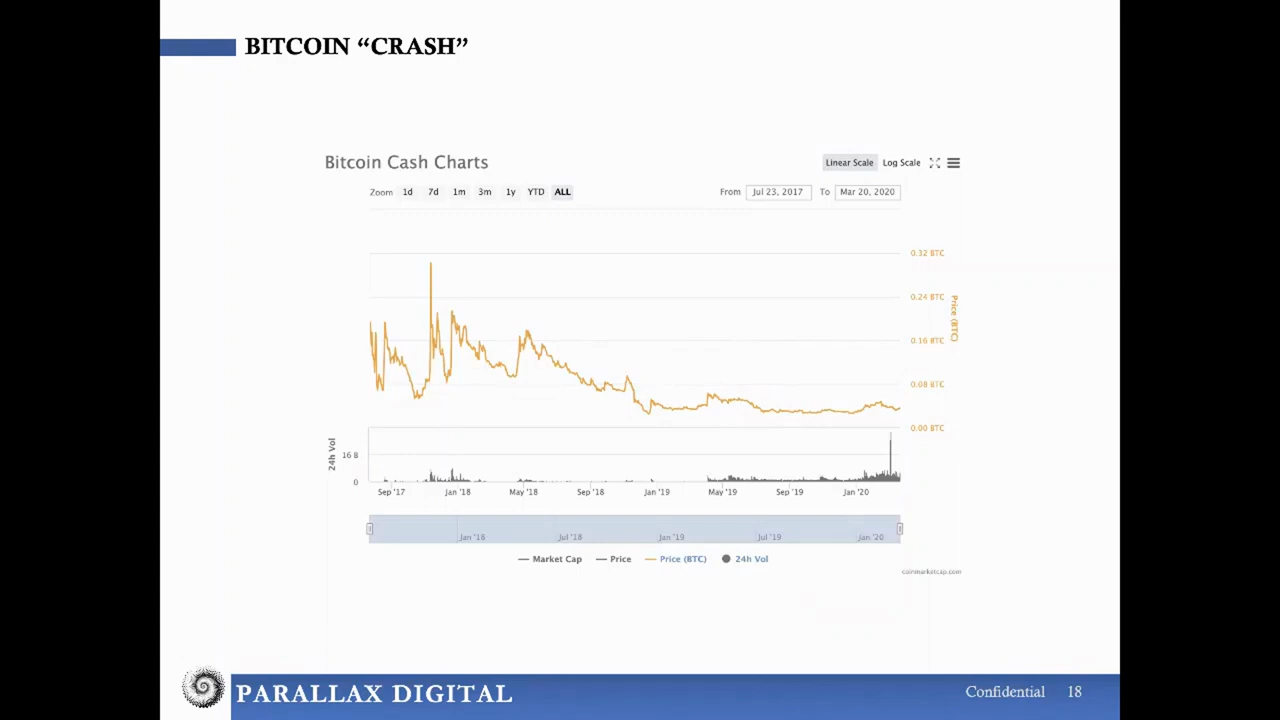 BITCOIN “CRASH”
Bitcoin Cash Charts
Linear Scale Log Scale
Zoom 1d 7d 1m 3m 1y YTD ALL
From Jul 23, 2017 To Mar 20, 2020
0.32 BTC
0.24 BTC
0.16 BTC
0.08 BTC
0.00 BTC
Price (BTC)
24h Vol
16 B
0
Sep '17 Jan '18 May '18 Sep '18 Jan '19 May '19 Sep '19 Jan '20
Jan '18 Jul '18 Jan '19 Jul '19 Jan '20
Market Cap Price Price (BTC) 24h Vol
coinmarketcap.com
PARALLAX DIGITAL
Confidential 18